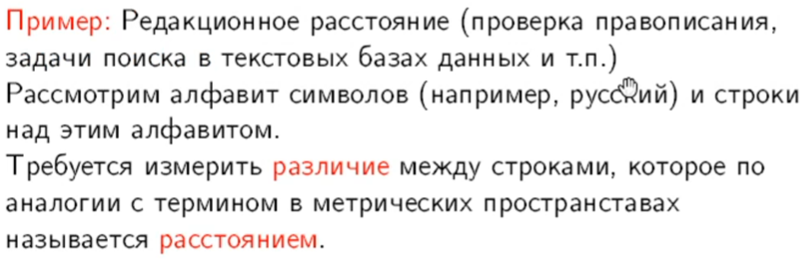 Пример: Редакционное расстояние (проверка правописания,
задачи поиска в текстовых базах данных и т.п.)
Рассмотрим алфавит символов (например, русский) и строки
над этим алфавитом.
Требуется измерить различие между строками, которое по
аналогии с термином в метрических пространставах
называется расстоянием.